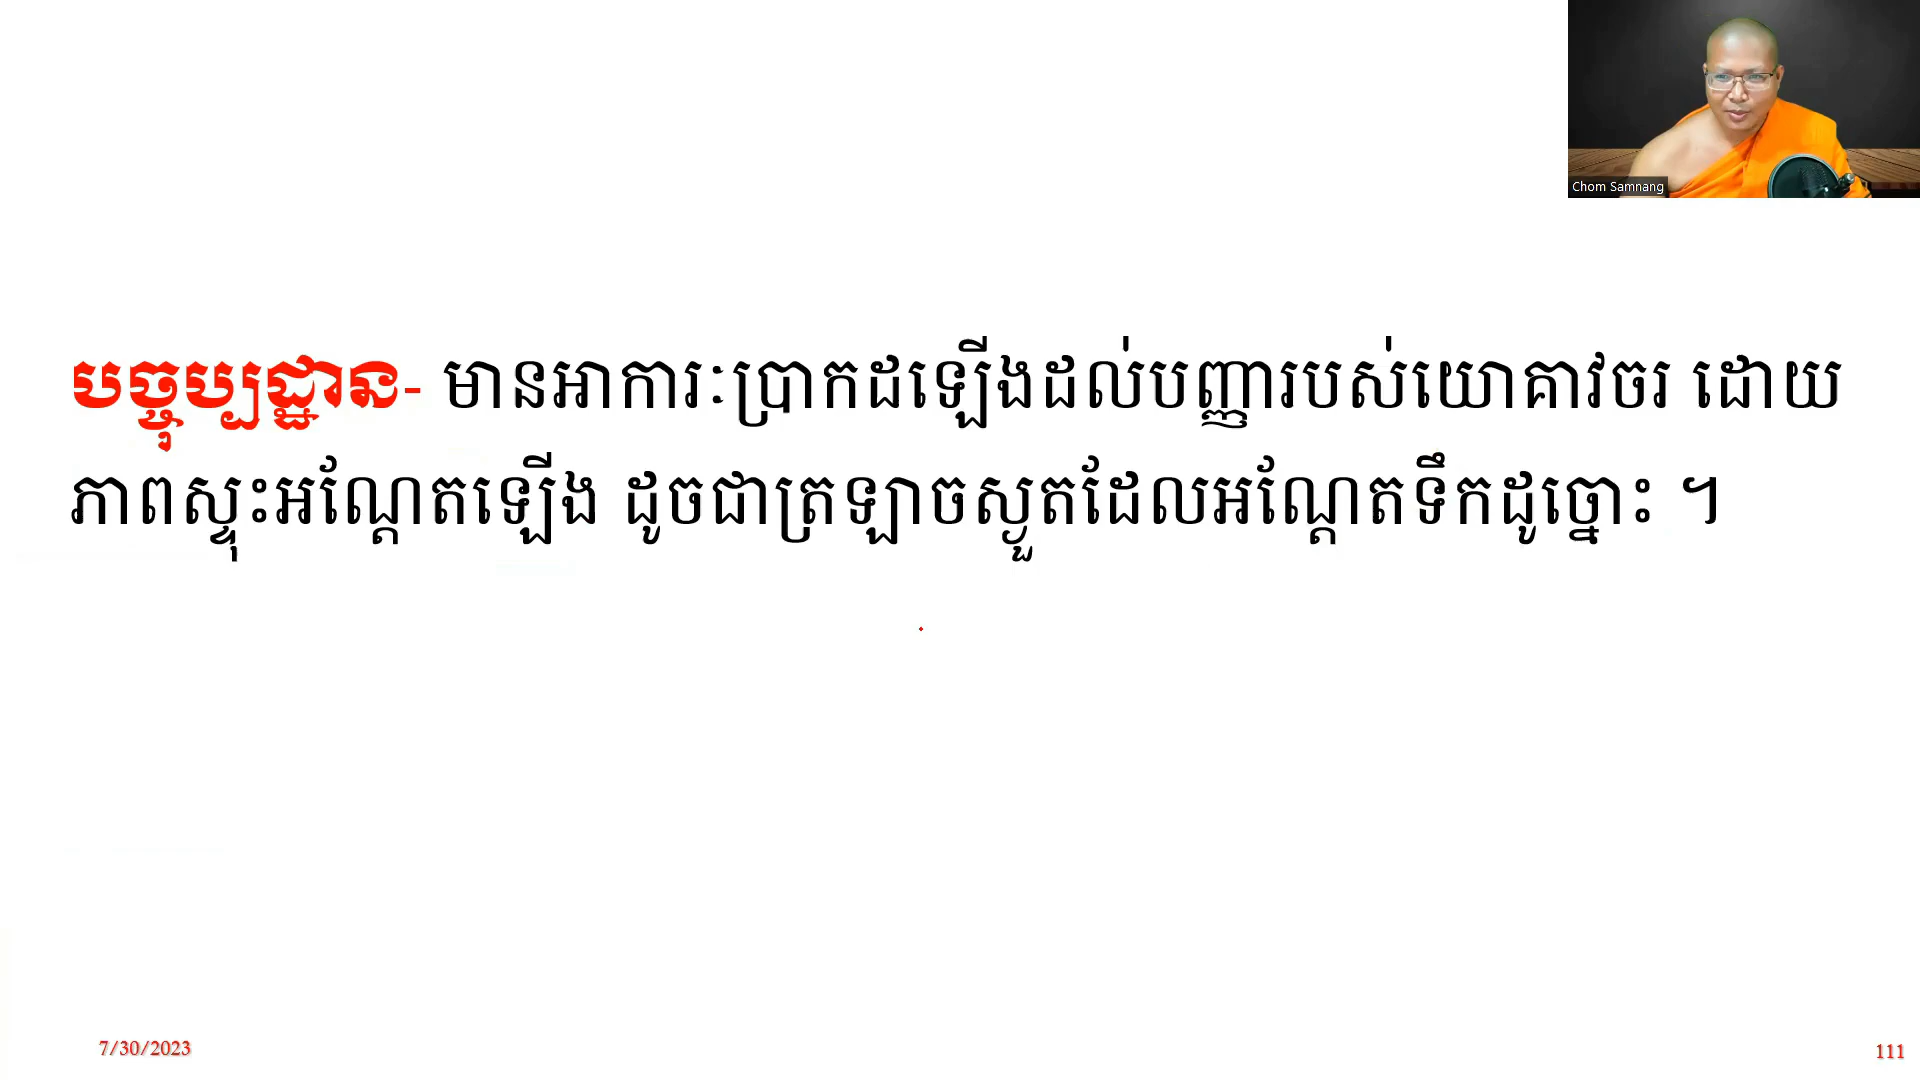 Chom Samnang
បច្ចុប្បដ្ឋាន- មានអាការៈប្រាកដឡើងដល់បញ្ញារបស់យោគាវចរ ដោយ
ភាពស្ទុះអណ្ដែតឡើង ដូចជាត្រឡាចស្ងួតដែលអណ្ដែតទឹកដូច្នោះ ។
7/30/2023
111